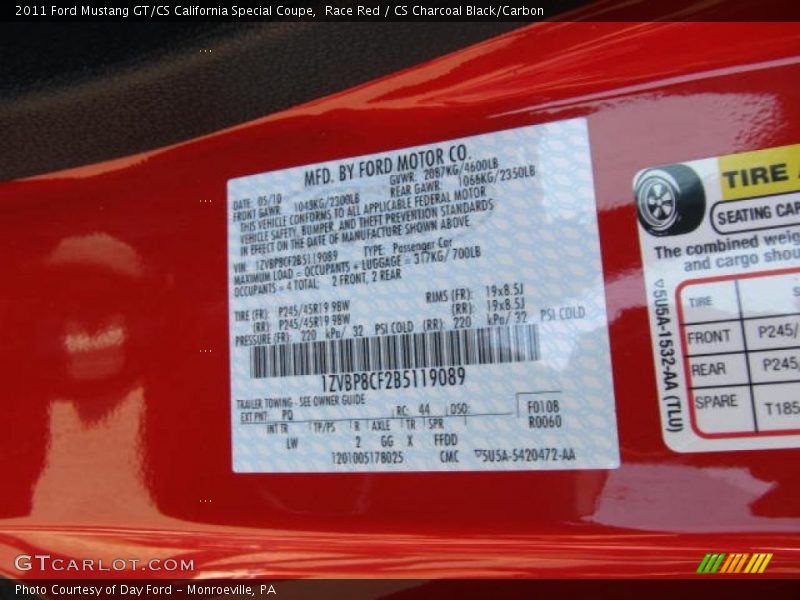 2011 Ford Mustang GT/CS California Special Coupe, Race Red / CS Charcoal Black/Carbon
MFD. BY FORD MOTOR CO.
DATE: 05/10 GVWR: 2087KG/4600LB
FRONT GAWR: 1043KG/2300LB REAR GAWR: 1066KG/2350LB
THIS VEHICLE CONFORMS TO ALL APPLICABLE FEDERAL MOTOR
VEHICLE SAFETY, BUMPER, AND THEFT PREVENTION STANDARDS
IN EFFECT ON THE DATE OF MANUFACTURE SHOWN ABOVE
VIN: 1ZVBP8CF2B5119089 TYPE: Passenger Car
MAXIMUM LOAD = OCCUPANTS + LUGGAGE = 317KG/ 700LB
OCCUPANTS = 4 TOTAL: 2 FRONT, 2 REAR
TIRE (FR): P245/45R19 98W RIMS (FR): 19x8.5J
(RR): P245/45R19 98W (RR): 19x8.5J
PRESSURE (FR): 220 kPa/ 32 PSI COLD (RR): 220 kPa/ 32 PSI COLD
1ZVBP8CF2B5119089
TRAILER TOWING - SEE OWNER GUIDE
EXT PNT: PQ RC: 44 DSO: F0108
INT TR TP/PS R AXLE TR SPR R0060
LW 2 GG X FFDD
1201005178025 CMC ▽5U5A-5420472-AA
TIRE
SEATING CAP
The combined weig
and cargo shou
▽5U5A-1532-AA (TLU)
TIRE S
FRONT P245/
REAR P245/
SPARE T185
GTCARLOT.COM
Photo Courtesy of Day Ford - Monroeville, PA